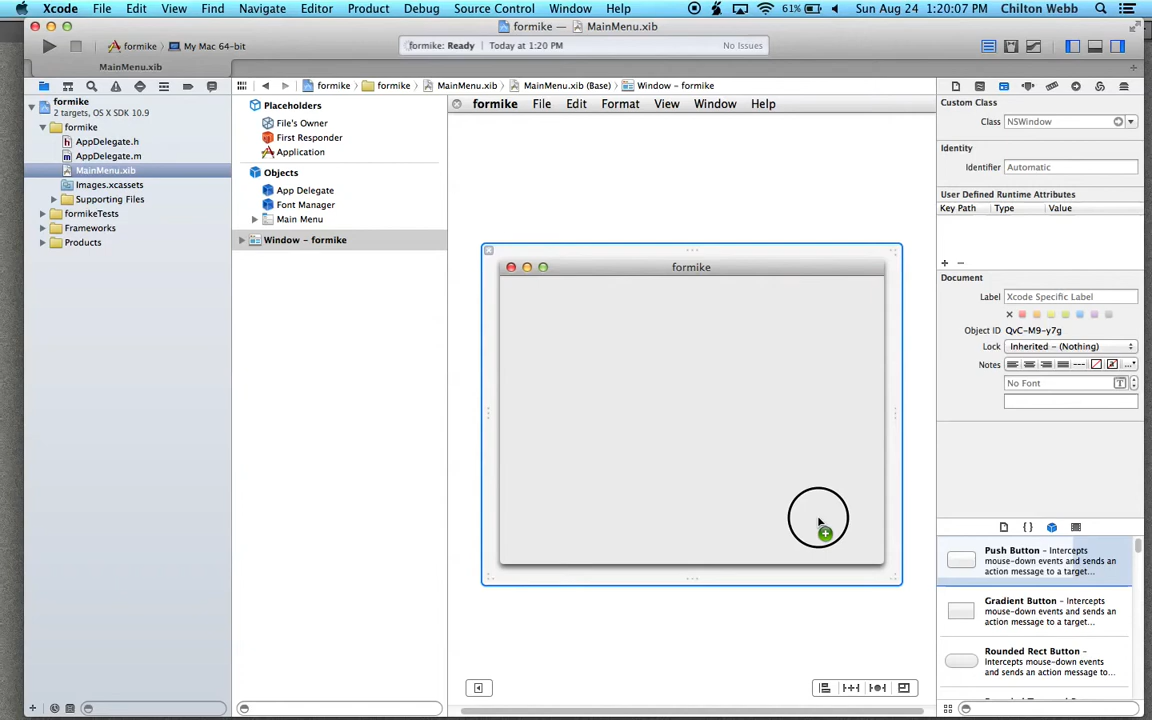 Xcode File Edit View Find Navigate Editor Product Debug Source Control Window Help 61% Sun Aug 24 1:20:07 PM Chilton Webb
formike — MainMenu.xib
formike My Mac 64-bit
formike: Ready Today at 1:20 PM No Issues
MainMenu.xib
formike
2 targets, OS X SDK 10.9
formike
AppDelegate.h
AppDelegate.m
MainMenu.xib
Images.xcassets
Supporting Files
formikeTests
Frameworks
Products
formike formike MainMenu.xib MainMenu.xib (Base) Window – formike
Placeholders
File's Owner
First Responder
Application
Objects
App Delegate
Font Manager
Main Menu
Window – formike
formike File Edit Format View Window Help
formike
Custom Class
Class NSWindow
Identity
Identifier Automatic
User Defined Runtime Attributes
Key Path Type Value
Document
Label Xcode Specific Label
Object ID QvC-M9-y7g
Lock Inherited – (Nothing)
Notes
No Font
Push Button – Intercepts
mouse-down events and sends an
action message to a target...
Gradient Button – Intercepts
mouse-down events and sends an
action message to a target...
Rounded Rect Button –
Intercepts mouse-down events
and sends an action message to a